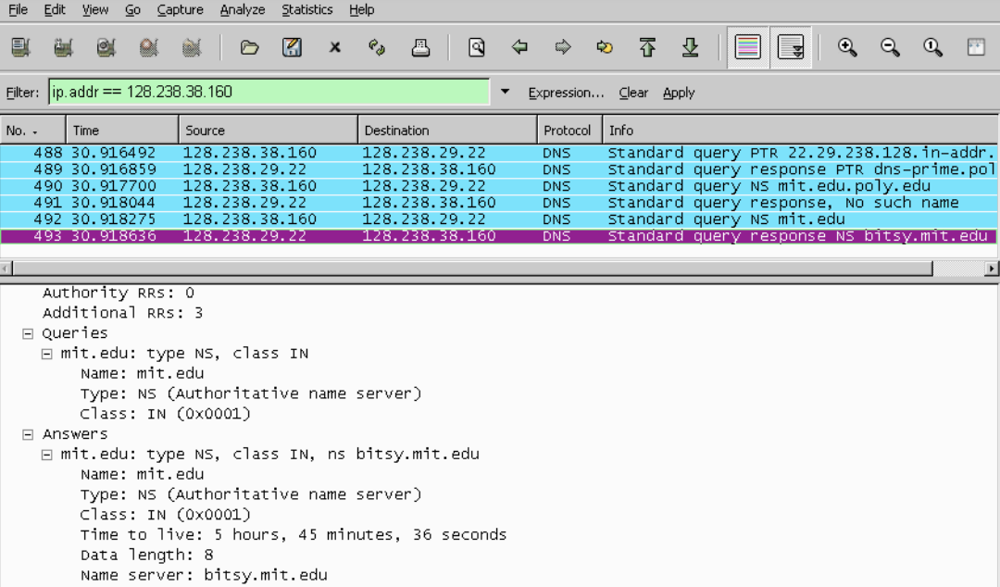 File Edit View Go Capture Analyze Statistics Help
Filter: ip.addr == 128.238.38.160 Expression... Clear Apply
No. Time Source Destination Protocol Info
488 30.916492 128.238.38.160 128.238.29.22 DNS Standard query PTR 22.29.238.128.in-addr.
489 30.916859 128.238.29.22 128.238.38.160 DNS Standard query response PTR dns-prime.pol
490 30.917700 128.238.38.160 128.238.29.22 DNS Standard query NS mit.edu.poly.edu
491 30.918044 128.238.29.22 128.238.38.160 DNS Standard query response, No such name
492 30.918275 128.238.38.160 128.238.29.22 DNS Standard query NS mit.edu
493 30.918636 128.238.29.22 128.238.38.160 DNS Standard query response NS bitsy.mit.edu
Authority RRs: 0
Additional RRs: 3
Queries
mit.edu: type NS, class IN
Name: mit.edu
Type: NS (Authoritative name server)
Class: IN (0x0001)
Answers
mit.edu: type NS, class IN, ns bitsy.mit.edu
Name: mit.edu
Type: NS (Authoritative name server)
Class: IN (0x0001)
Time to live: 5 hours, 45 minutes, 36 seconds
Data length: 8
Name server: bitsy.mit.edu